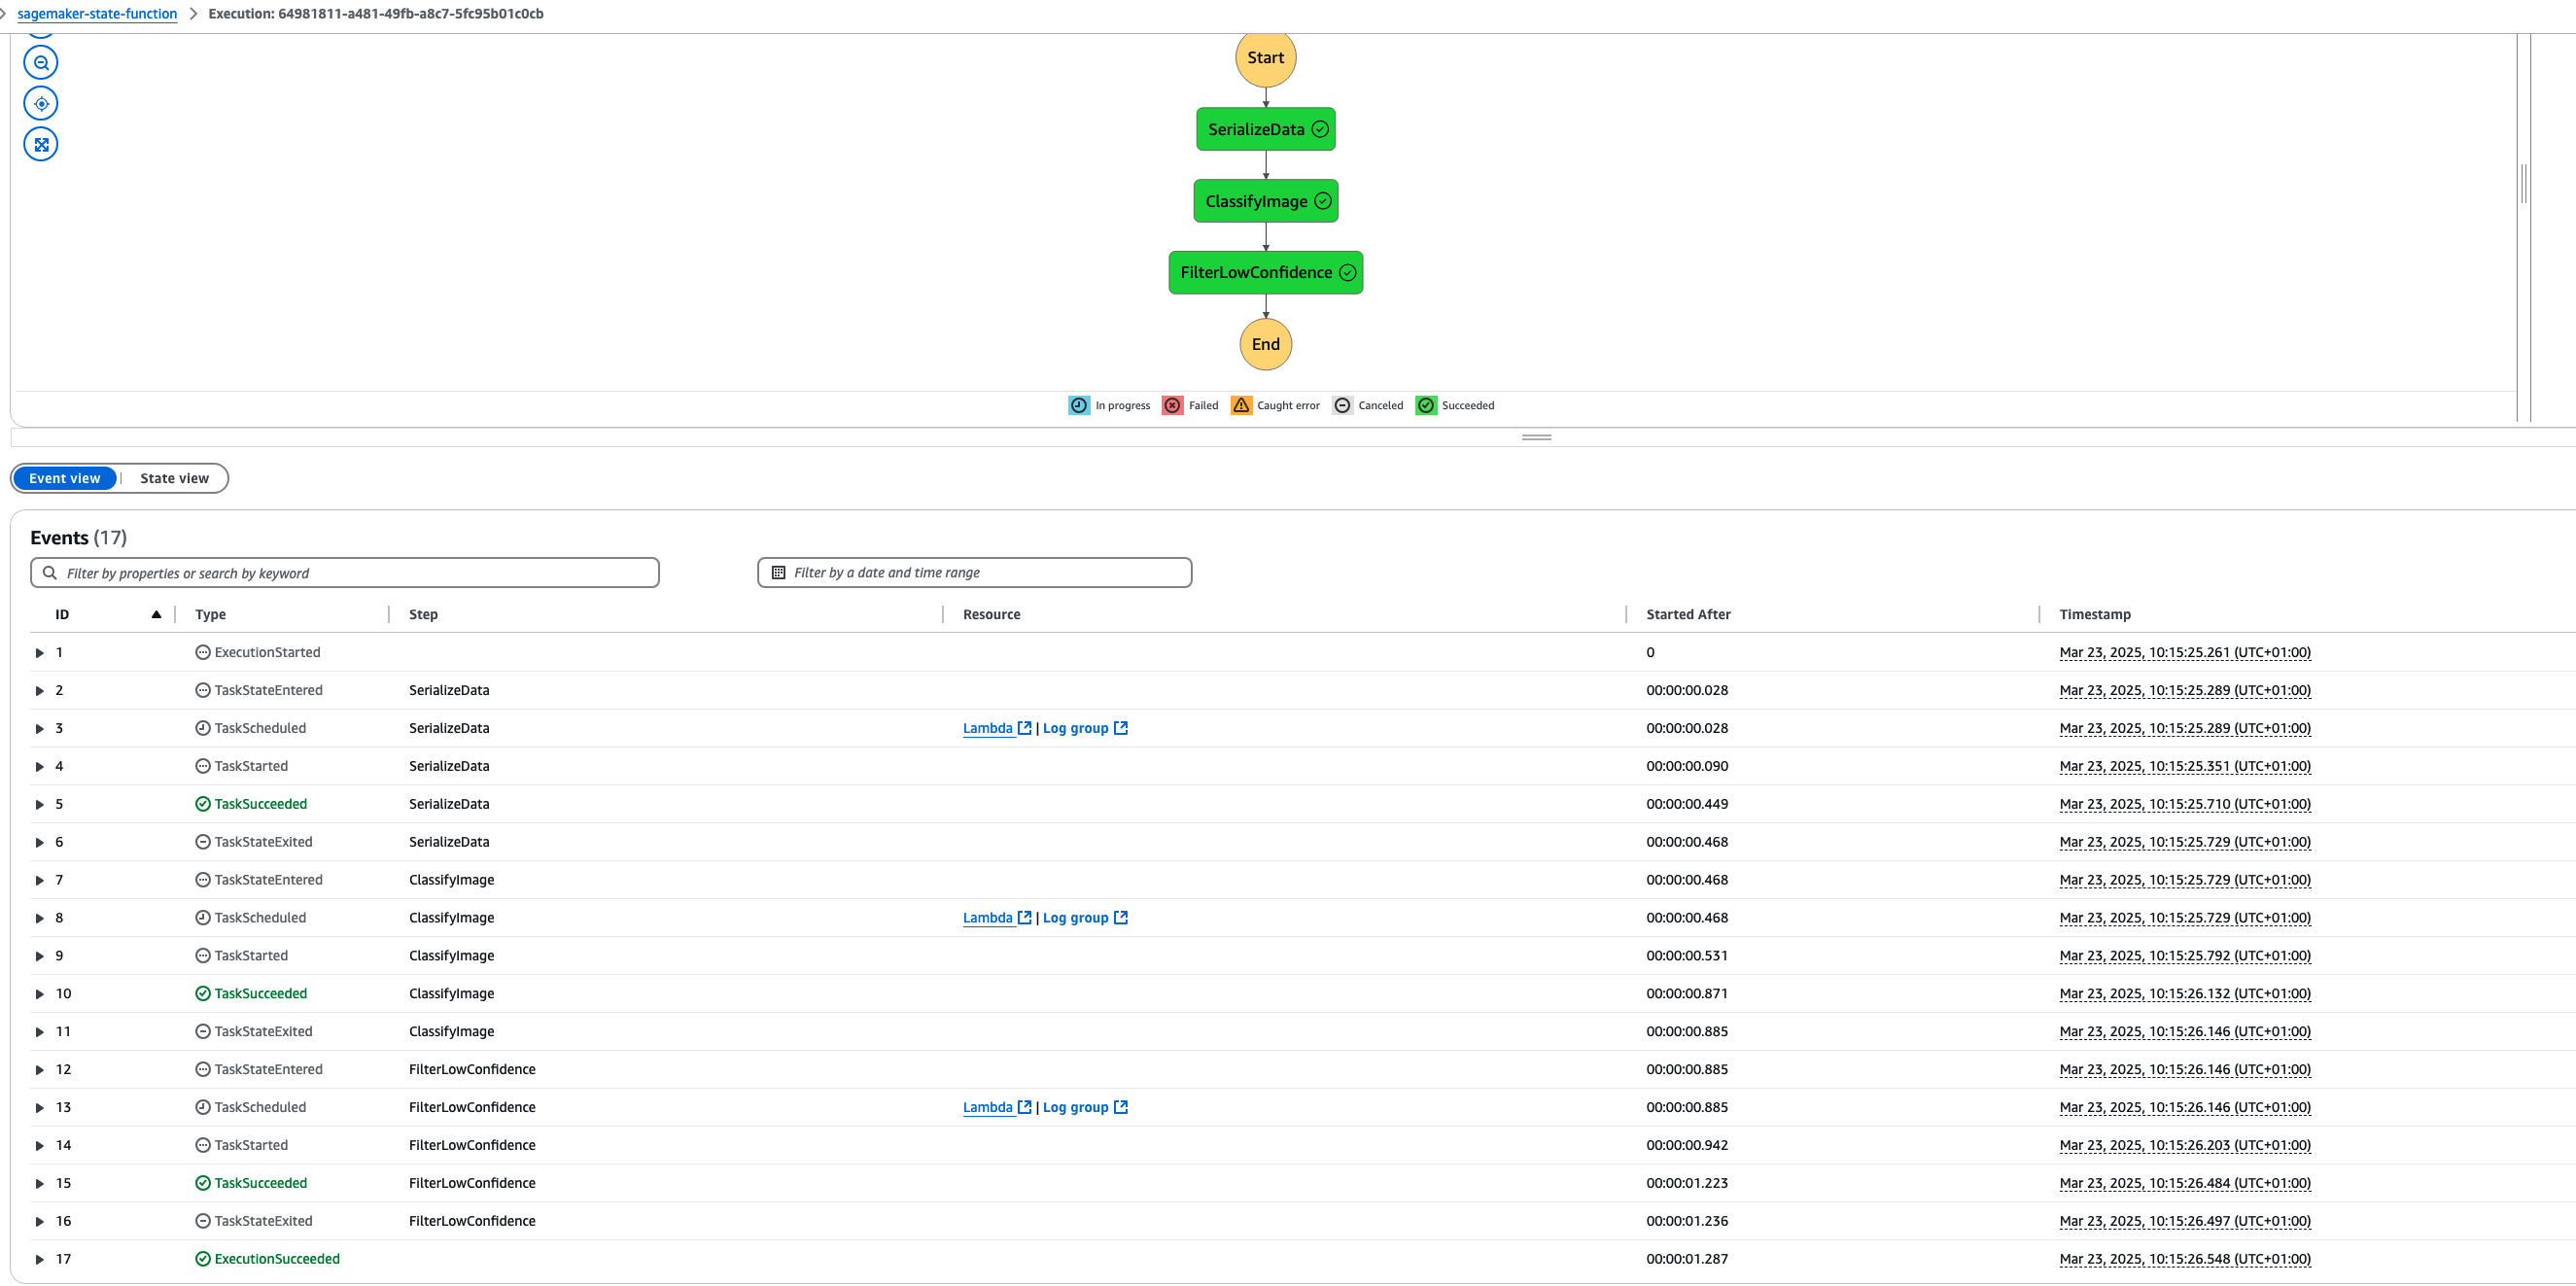 sagemaker-state-function Execution: 64981811-a481-49fb-a8c7-5fc95b01c0cb
Start
SerializeData
ClassifyImage
FilterLowConfidence
End
In progress Failed Caught error Canceled Succeeded
Event view State view
Events (17)
Filter by properties or search by keyword Filter by a date and time range
ID Type Step Resource Started After Timestamp
1 ExecutionStarted 0 Mar 23, 2025, 10:15:25.261 (UTC+01:00)
2 TaskStateEntered SerializeData 00:00:00.028 Mar 23, 2025, 10:15:25.289 (UTC+01:00)
3 TaskScheduled SerializeData Lambda | Log group 00:00:00.028 Mar 23, 2025, 10:15:25.289 (UTC+01:00)
4 TaskStarted SerializeData 00:00:00.090 Mar 23, 2025, 10:15:25.351 (UTC+01:00)
5 TaskSucceeded SerializeData 00:00:00.449 Mar 23, 2025, 10:15:25.710 (UTC+01:00)
6 TaskStateExited SerializeData 00:00:00.468 Mar 23, 2025, 10:15:25.729 (UTC+01:00)
7 TaskStateEntered ClassifyImage 00:00:00.468 Mar 23, 2025, 10:15:25.729 (UTC+01:00)
8 TaskScheduled ClassifyImage Lambda | Log group 00:00:00.468 Mar 23, 2025, 10:15:25.729 (UTC+01:00)
9 TaskStarted ClassifyImage 00:00:00.531 Mar 23, 2025, 10:15:25.792 (UTC+01:00)
10 TaskSucceeded ClassifyImage 00:00:00.871 Mar 23, 2025, 10:15:26.132 (UTC+01:00)
11 TaskStateExited ClassifyImage 00:00:00.885 Mar 23, 2025, 10:15:26.146 (UTC+01:00)
12 TaskStateEntered FilterLowConfidence 00:00:00.885 Mar 23, 2025, 10:15:26.146 (UTC+01:00)
13 TaskScheduled FilterLowConfidence Lambda | Log group 00:00:00.885 Mar 23, 2025, 10:15:26.146 (UTC+01:00)
14 TaskStarted FilterLowConfidence 00:00:00.942 Mar 23, 2025, 10:15:26.203 (UTC+01:00)
15 TaskSucceeded FilterLowConfidence 00:00:01.223 Mar 23, 2025, 10:15:26.484 (UTC+01:00)
16 TaskStateExited FilterLowConfidence 00:00:01.236 Mar 23, 2025, 10:15:26.497 (UTC+01:00)
17 ExecutionSucceeded 00:00:01.287 Mar 23, 2025, 10:15:26.548 (UTC+01:00)